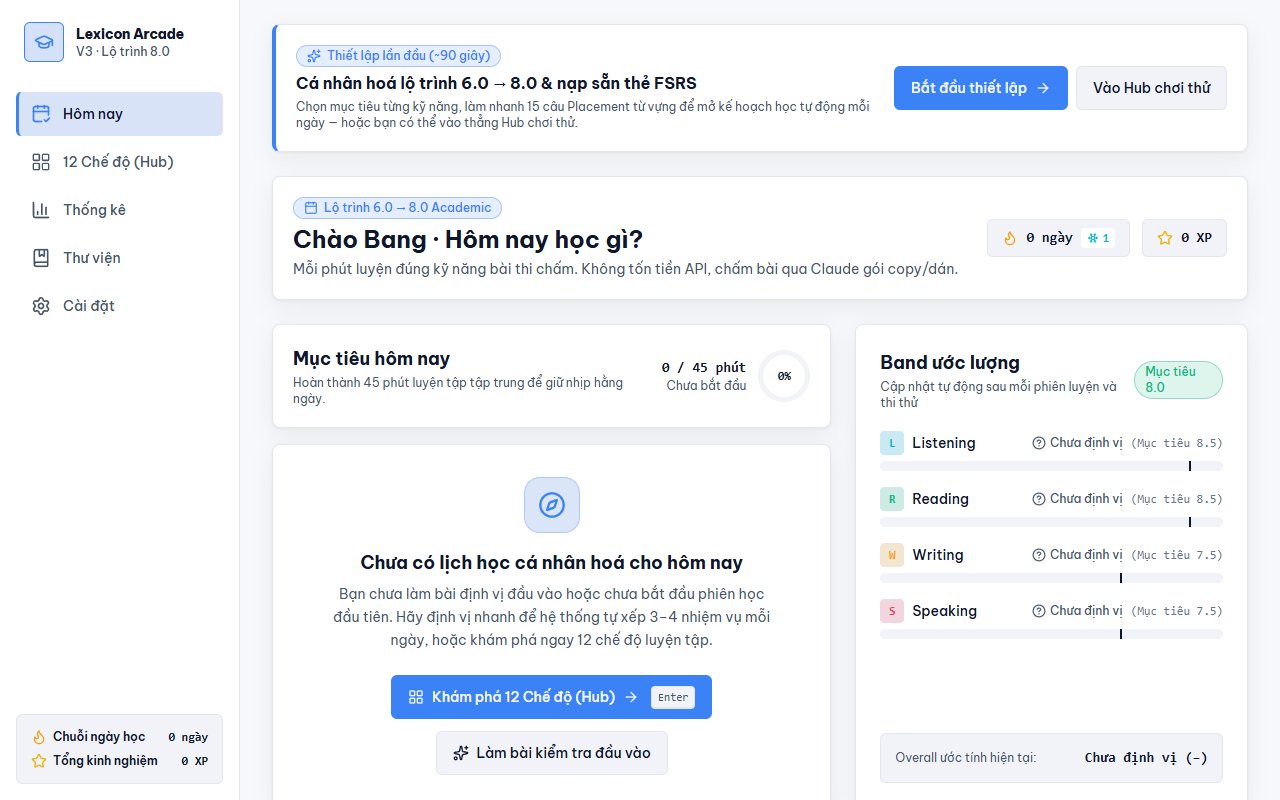 Lexicon Arcade
V3 · Lộ trình 8.0
Hôm nay
12 Chế độ (Hub)
Thống kê
Thư viện
Cài đặt
Chuỗi ngày học 0 ngày
Tổng kinh nghiệm 0 XP
Thiết lập lần đầu (~90 giây)
Cá nhân hoá lộ trình 6.0 → 8.0 & nạp sẵn thẻ FSRS
Chọn mục tiêu từng kỹ năng, làm nhanh 15 câu Placement từ vựng để mở kế hoạch học tự động mỗi
ngày — hoặc bạn có thể vào thẳng Hub chơi thử.
Bắt đầu thiết lập →
Vào Hub chơi thử
Lộ trình 6.0 → 8.0 Academic
Chào Bang · Hôm nay học gì?
Mỗi phút luyện đúng kỹ năng bài thi chấm. Không tốn tiền API, chấm bài qua Claude gói copy/dán.
0 ngày 1
0 XP
Mục tiêu hôm nay
Hoàn thành 45 phút luyện tập tập trung để giữ nhịp hằng
ngày.
0 / 45 phút
Chưa bắt đầu
0%
Chưa có lịch học cá nhân hoá cho hôm nay
Bạn chưa làm bài định vị đầu vào hoặc chưa bắt đầu phiên học
đầu tiên. Hãy định vị nhanh để hệ thống tự xếp 3–4 nhiệm vụ mỗi
ngày, hoặc khám phá ngay 12 chế độ luyện tập.
Khám phá 12 Chế độ (Hub) → Enter
Làm bài kiểm tra đầu vào
Band ước lượng
Cập nhật tự động sau mỗi phiên luyện và
thi thử
Mục tiêu
8.0
L Listening Chưa định vị (Mục tiêu 8.5)
R Reading Chưa định vị (Mục tiêu 8.5)
W Writing Chưa định vị (Mục tiêu 7.5)
S Speaking Chưa định vị (Mục tiêu 7.5)
Overall ước tính hiện tại: Chưa định vị (–)